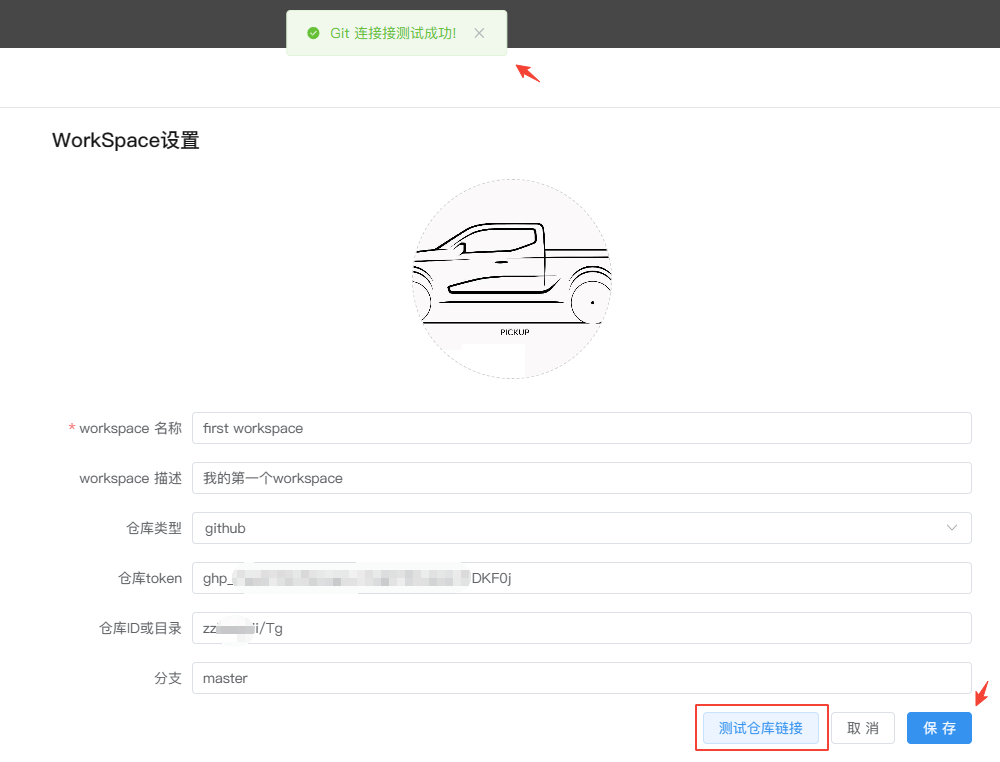 Git 连接接测试成功!
WorkSpace设置
PICKUP
* workspace 名称 first workspace
workspace 描述 我的第一个workspace
仓库类型 github
仓库token ghp_ DKF0j
仓库ID或目录 zz i/Tg
分支 master
测试仓库链接 取 消 保 存